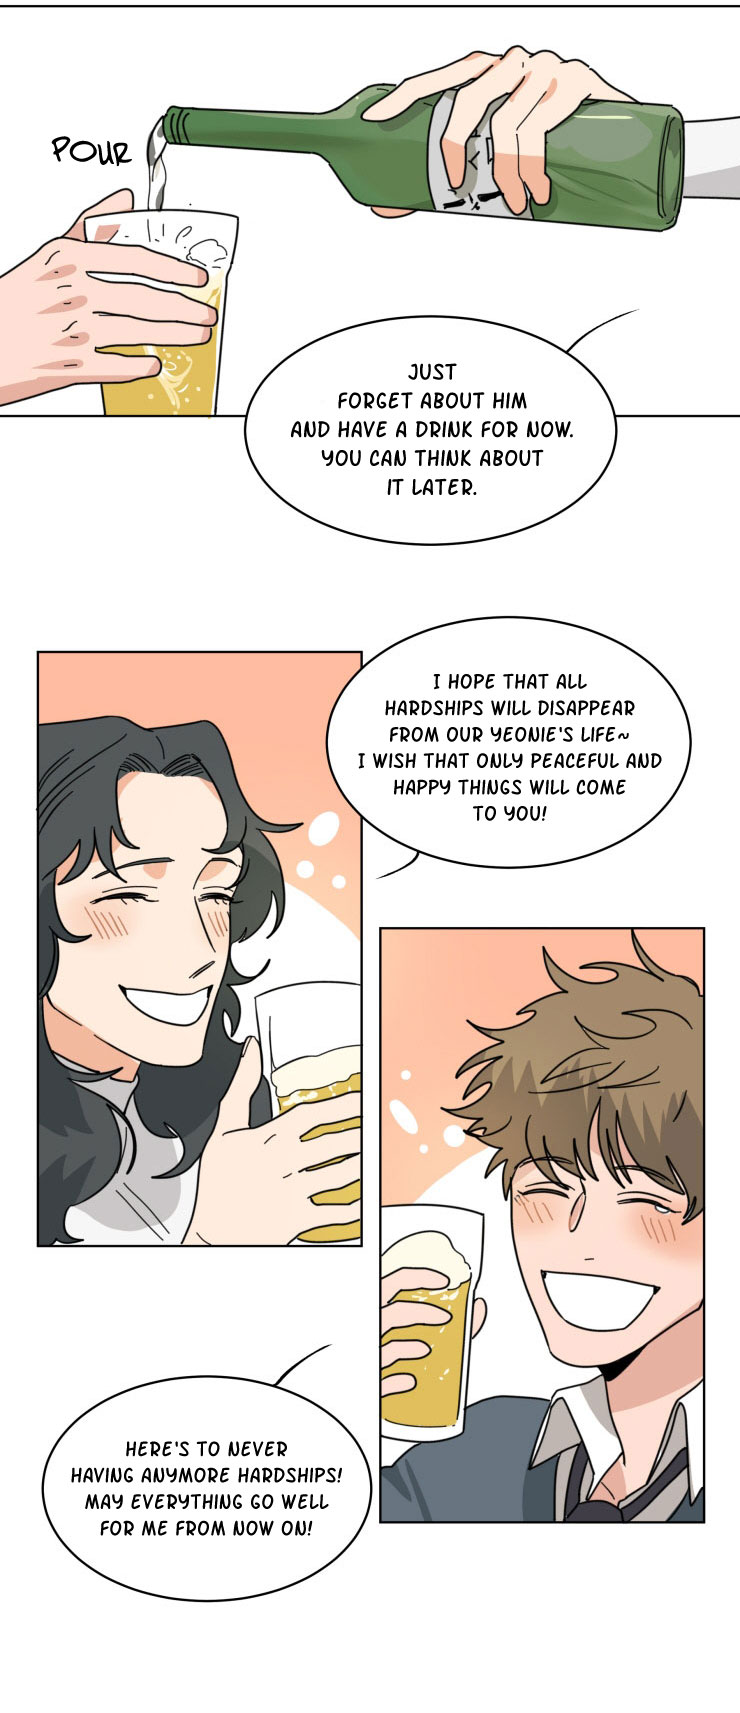 POUR
JUST
FORGET ABOUT HIM
AND HAVE A DRINK FOR NOW.
YOU CAN THINK ABOUT
IT LATER.
I HOPE THAT ALL
HARDSHIPS WILL DISAPPEAR
FROM OUR YEONIE'S LIFE~
I WISH THAT ONLY PEACEFUL AND
HAPPY THINGS WILL COME
TO YOU!
HERE'S TO NEVER
HAVING ANYMORE HARDSHIPS!
MAY EVERYTHING GO WELL
FOR ME FROM NOW ON!